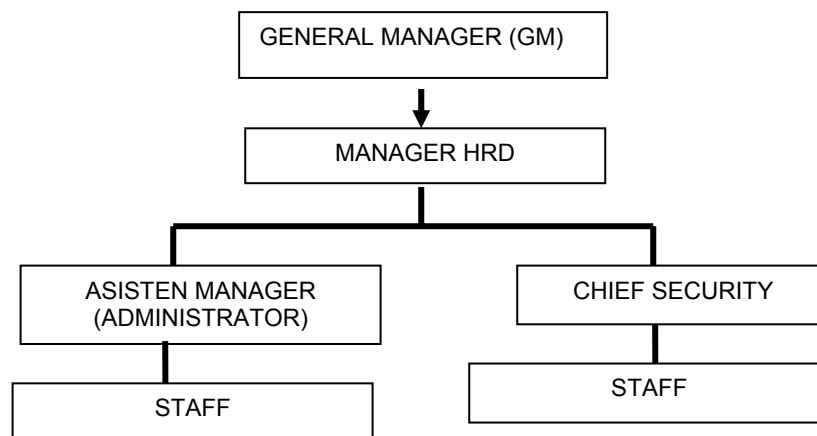 GENERAL MANAGER (GM)
MANAGER HRD
ASISTEN MANAGER
(ADMINISTRATOR)
CHIEF SECURITY
STAFF
STAFF